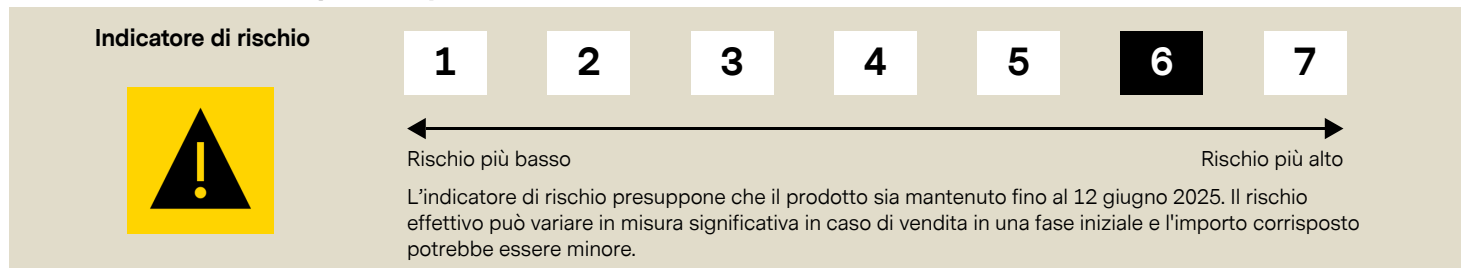 Indicatore di rischio
1 2 3 4 5 6 7
Rischio più basso
Rischio più alto
L'indicatore di rischio presuppone che il prodotto sia mantenuto fino al 12 giugno 2025. Il rischio
effettivo può variare in misura significativa in caso di vendita in una fase iniziale e l'importo corrisposto
potrebbe essere minore.